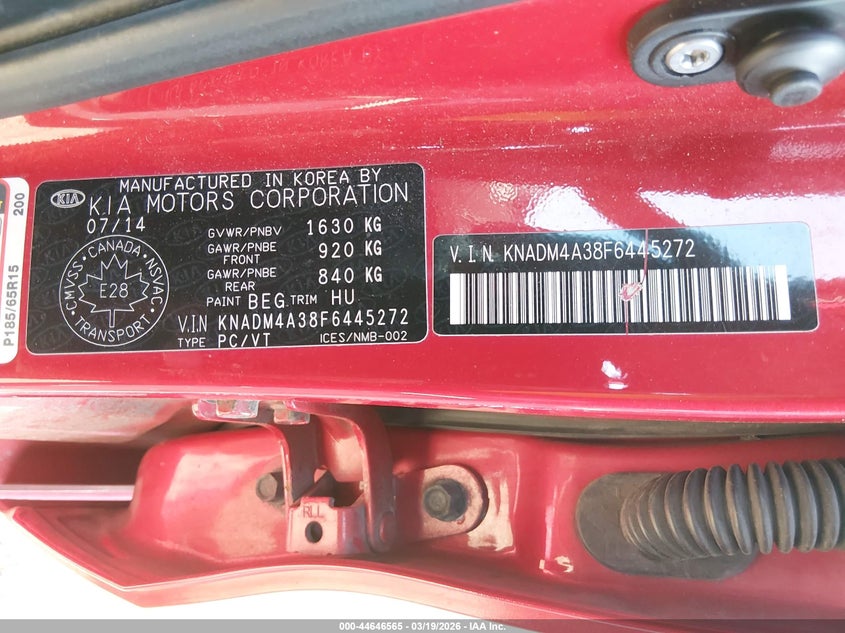 MANUFACTURED IN KOREA BY
KIA
KIA MOTORS CORPORATION
07/14
GVWR/PNBV 1630 KG
GAWR/PNBE FRONT 920 KG
GAWR/PNBE REAR 840 KG
PAINT BEG TRIM HU
V.I.N KNADM4A38F6445272
TYPE PC/VT ICES/NMB-002
CANADA
CMVSS NSVAC
E28
TRANSPORT
V.I.N KNADM4A38F6445272
P185/65R15
200
RLL
000-44646565 - 03/19/2026 - IAA Inc.